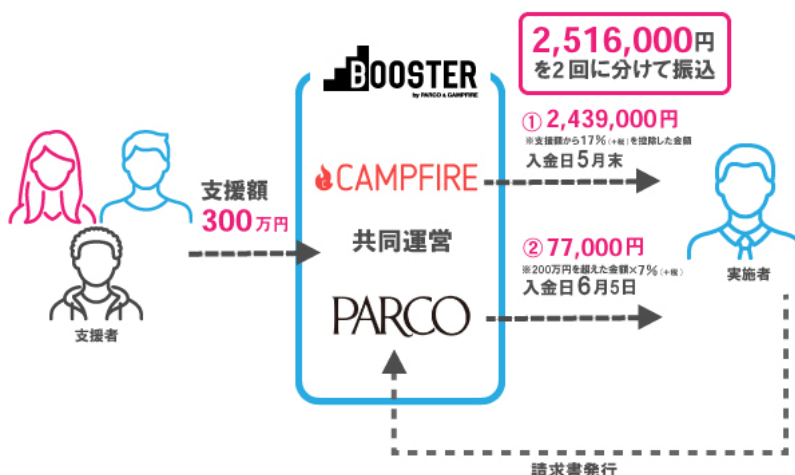 BOOSTER
by PARCO & CAMPFIRE
2,516,000円
を2回に分けて振込
① 2,439,000円
※支援額から17%(+税)を控除した金額
入金日5月末
支援額
300万円
CAMPFIRE
共同運営
② 77,000円
※200万円を超えた金額×7%(+税)
入金日6月5日
PARCO
支援者
実施者
請求書発行